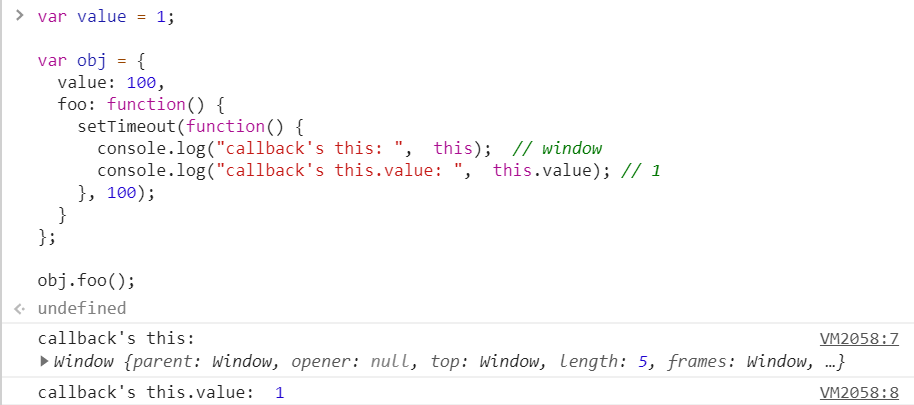 > var value = 1;
var obj = {
  value: 100,
  foo: function() {
    setTimeout(function() {
      console.log("callback's this: ",  this);  // window
      console.log("callback's this.value: ",  this.value); // 1
    }, 100);
  }
};
obj.foo();
undefined
callback's this: VM2058:7
Window {parent: Window, opener: null, top: Window, length: 5, frames: Window, …}
callback's this.value:  1 VM2058:8